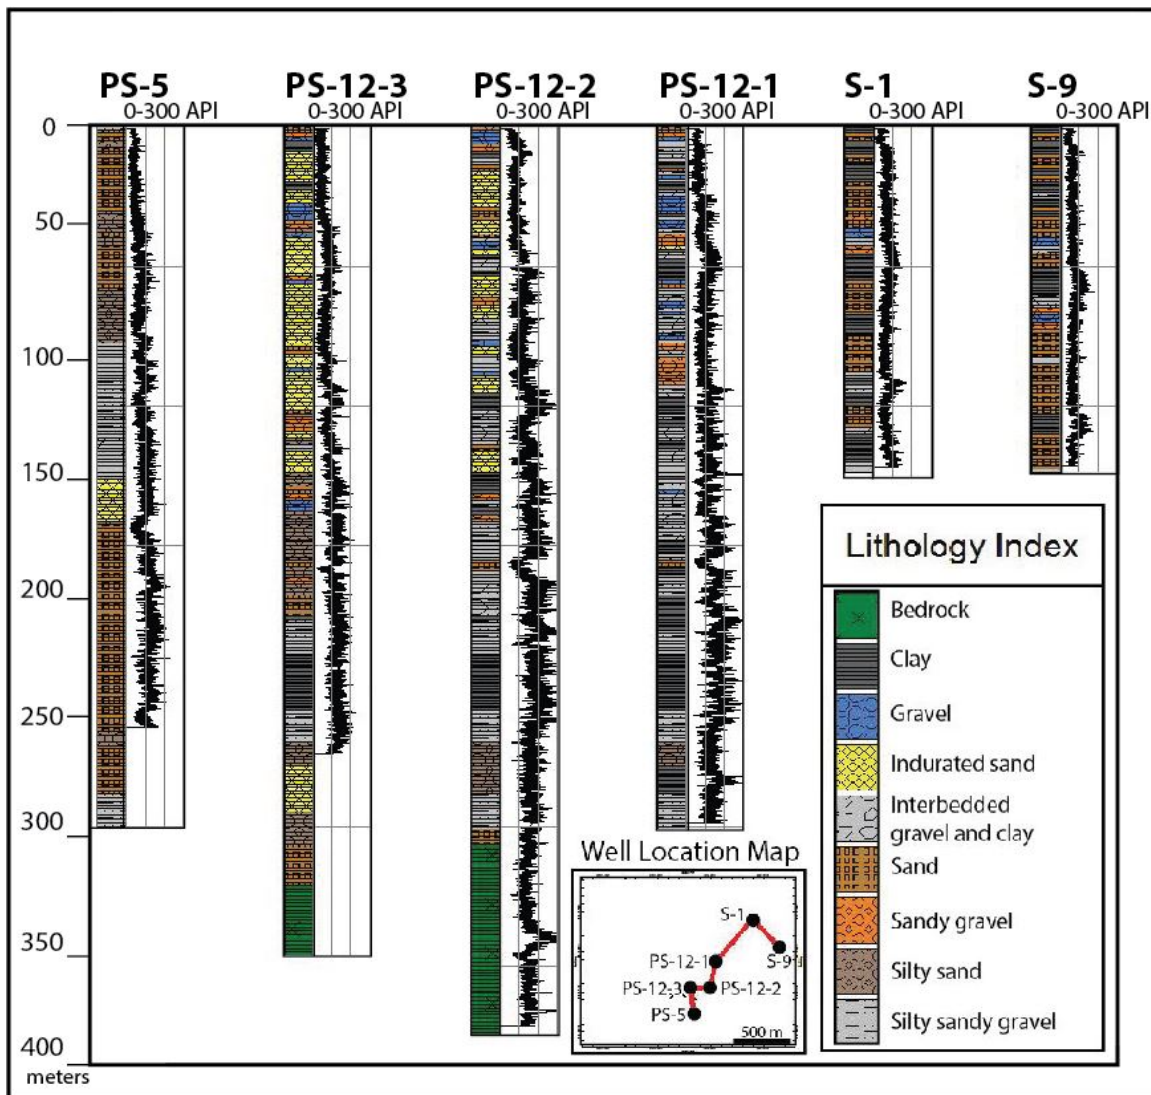 PS-5 PS-12-3 PS-12-2 PS-12-1 S-1 S-9
0-300 API 0-300 API 0-300 API 0-300 API 0-300 API 0-300 API
0
50
100
150
200
250
300
350
400
meters
Lithology Index
Bedrock
Clay
Gravel
Indurated sand
Interbedded
gravel and clay
Sand
Sandy gravel
Silty sand
Silty sandy gravel
Well Location Map
S-1
PS-12-1 S-9
PS-12-3 PS-12-2
PS-5
500 m